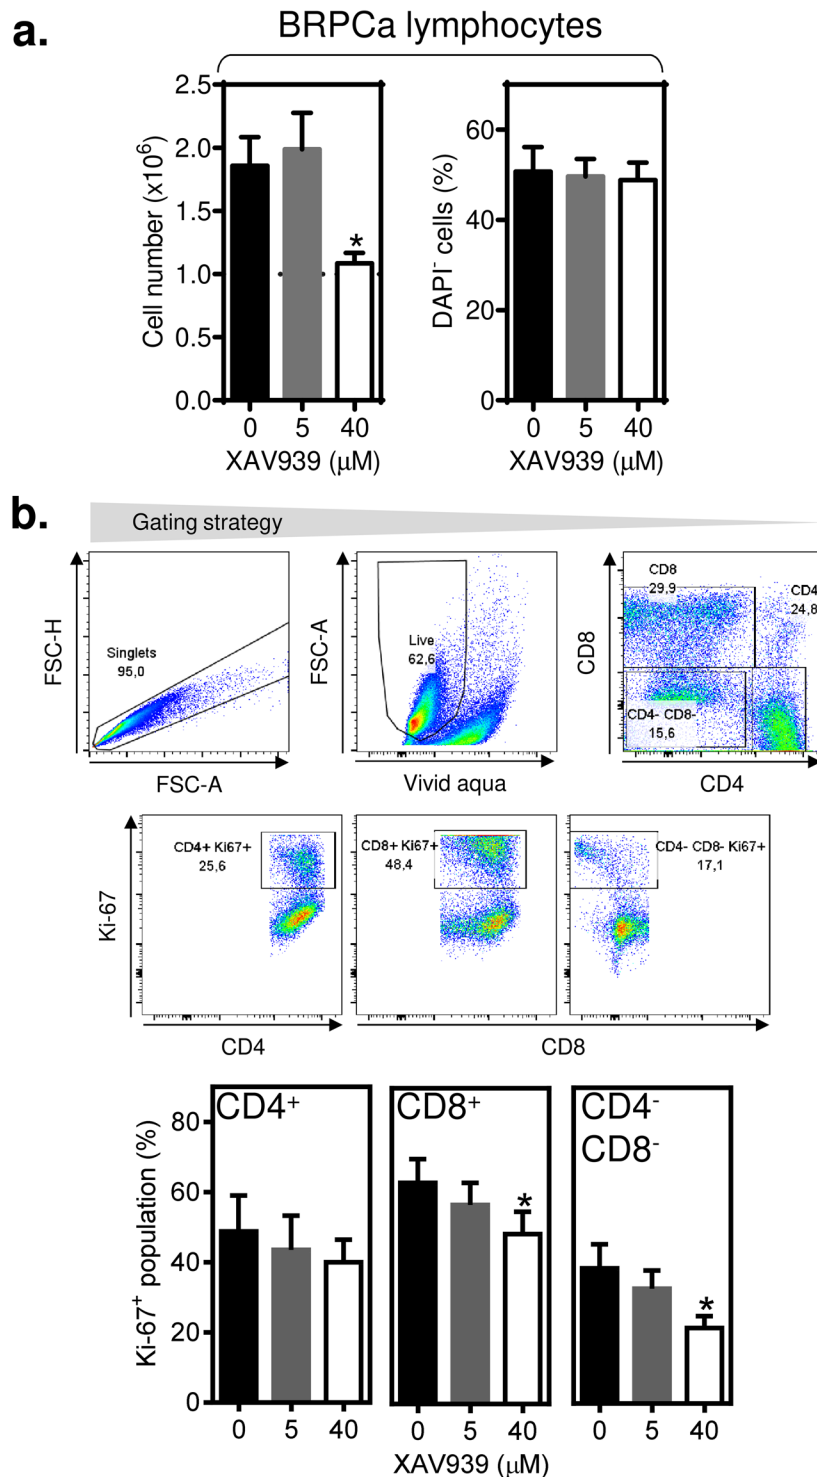 a.
BRPCa lymphocytes
Cell number (x10⁶)
2.5
2.0
1.5
1.0
0.5
0.0
*
0 5 40
XAV939 (μM)
DAPI⁻ cells (%)
60
40
20
0
0 5 40
XAV939 (μM)
b.
Gating strategy
FSC-H
Singlets
95,0
FSC-A
FSC-A
Live
62,6
Vivid aqua
CD8
CD8
29,9
CD4
24,8
CD4- CD8-
15,6
CD4
Ki-67
CD4+ Ki67+
25,6
CD4
CD8+ Ki67+
48,4
CD4- CD8- Ki67+
17,1
CD8
Ki-67⁺ population (%)
80
60
40
20
0
CD4⁺
0 5 40
CD8⁺
*
0 5 40
CD4⁻
CD8⁻
*
0 5 40
XAV939 (μM)